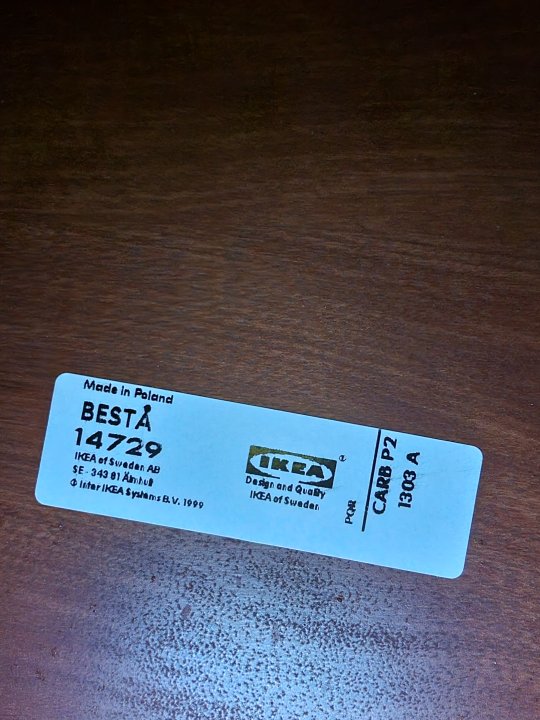 Made in Poland
BESTÅ
14729
IKEA of Sweden AB
SE - 343 81 Älmhult
© Inter IKEA Systems B.V. 1999
IKEA ®
Design and Quality
IKEA of Sweden
PQR
CARB P2
1303 A